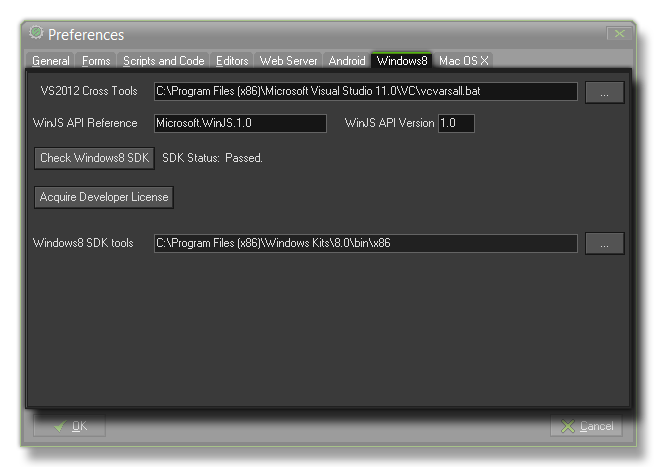 Preferences
General Forms Scripts and Code Editors Web Server Android Windows8 Mac OS X
VS2012 Cross Tools C:\Program Files (x86)\Microsoft Visual Studio 11.0\VC\vcvarsall.bat ...
WinJS API Reference Microsoft.WinJS.1.0 WinJS API Version 1.0
Check Windows8 SDK SDK Status: Passed.
Acquire Developer License
Windows8 SDK tools C:\Program Files (x86)\Windows Kits\8.0\bin\x86 ...
OK Cancel